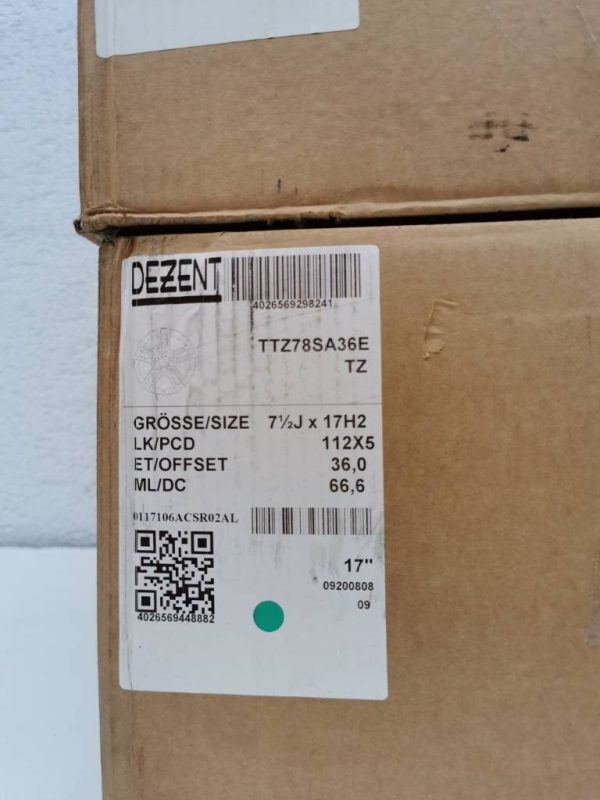 DEZENT
4026569298241
TTZ78SA36E
TZ
GRÖSSE/SIZE 7½J x 17H2
LK/PCD 112X5
ET/OFFSET 36,0
ML/DC 66,6
0117106ACSR02AL
17"
09200808
09
4026569448882